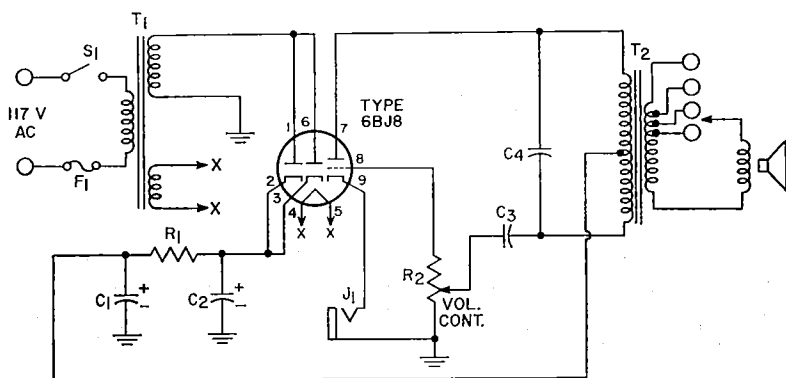 T1
T2
S1
117 V
AC
F1
X
X
TYPE
6BJ8
1
6
7
2
8
3
9
4
5
X
X
C4
C3
R1
R2
VOL.
CONT.
J1
C1
+
-
C2
+
-